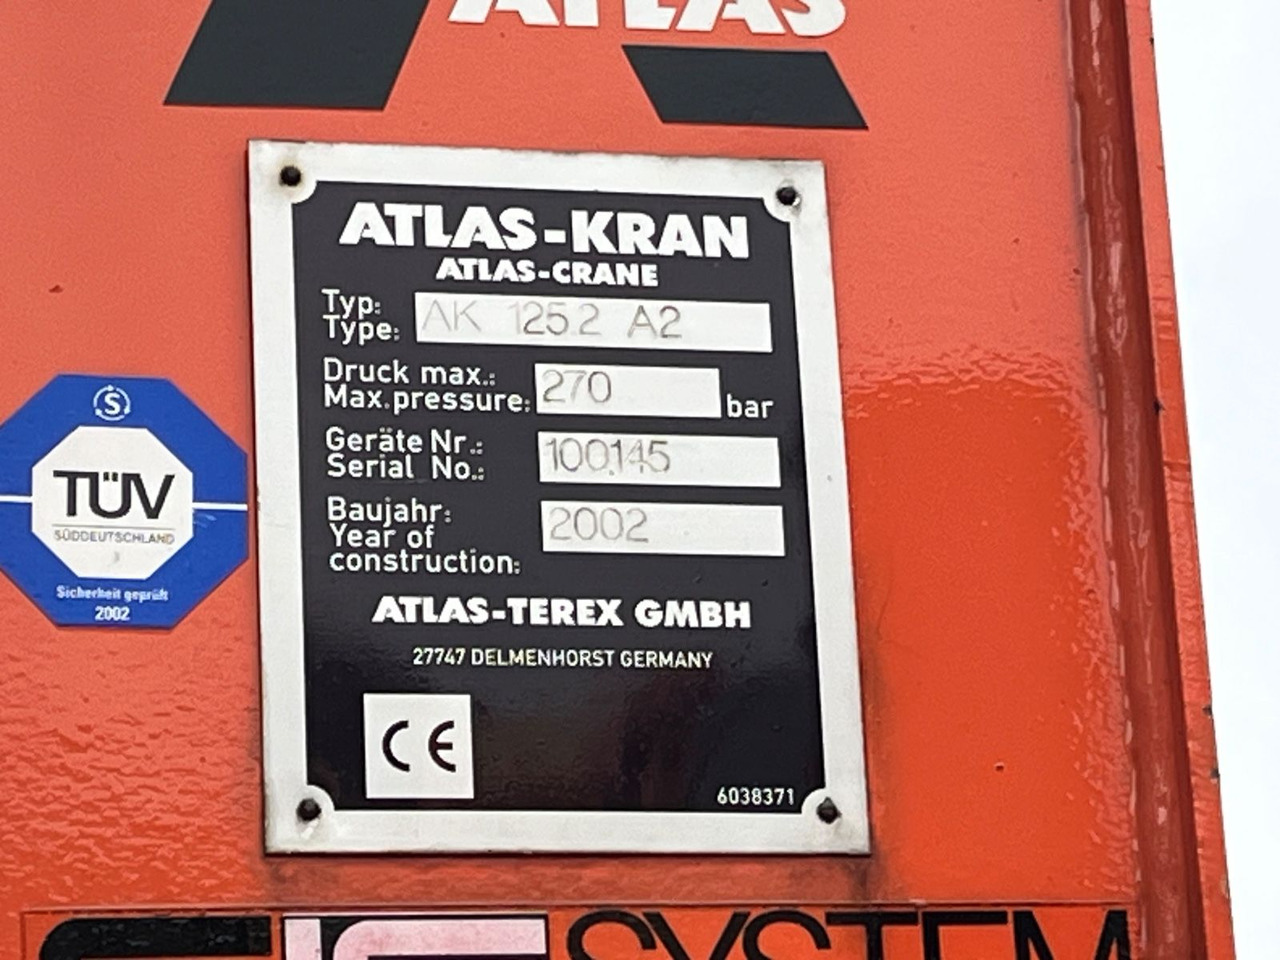 ATLAS
ATLAS-KRAN
ATLAS-CRANE
Typ:
Type: AK 125.2 A2
Druck max.:
Max.pressure: 270 bar
Geräte Nr.:
Serial No.: 100145
Baujahr:
Year of
construction: 2002
ATLAS-TEREX GMBH
27747 DELMENHORST GERMANY
CE
6038371
S
TÜV
SÜDDEUTSCHLAND
Sicherheit geprüft
2002
SYSTEM